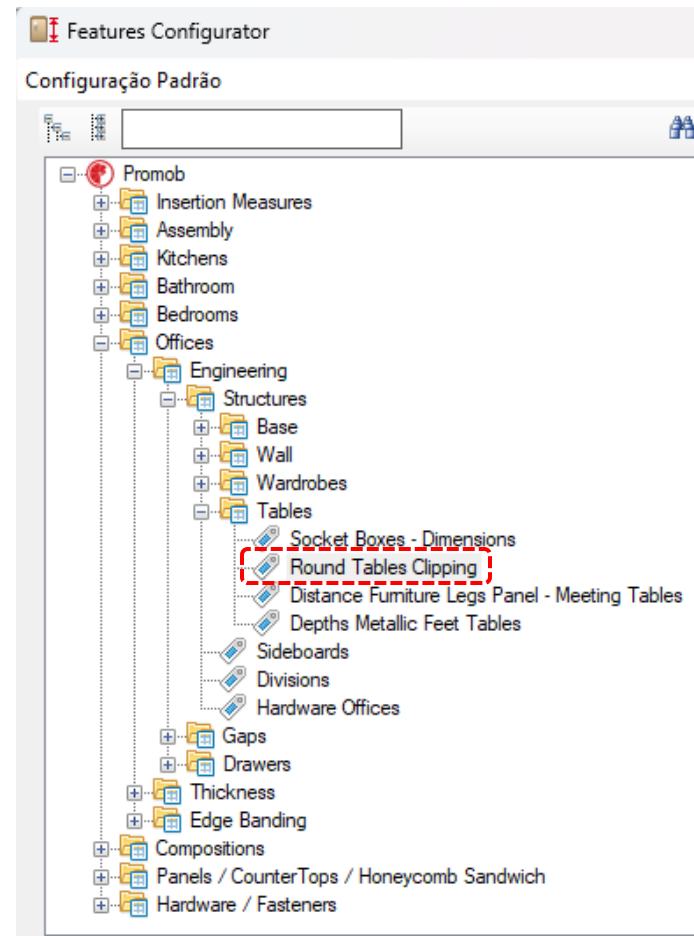 Features Configurator
Configuração Padrão
Promob
Insertion Measures
Assembly
Kitchens
Bathroom
Bedrooms
Offices
Engineering
Structures
Base
Wall
Wardrobes
Tables
Socket Boxes - Dimensions
Round Tables Clipping
Distance Furniture Legs Panel - Meeting Tables
Depths Metallic Feet Tables
Sideboards
Divisions
Hardware Offices
Gaps
Drawers
Thickness
Edge Banding
Compositions
Panels / CounterTops / Honeycomb Sandwich
Hardware / Fasteners